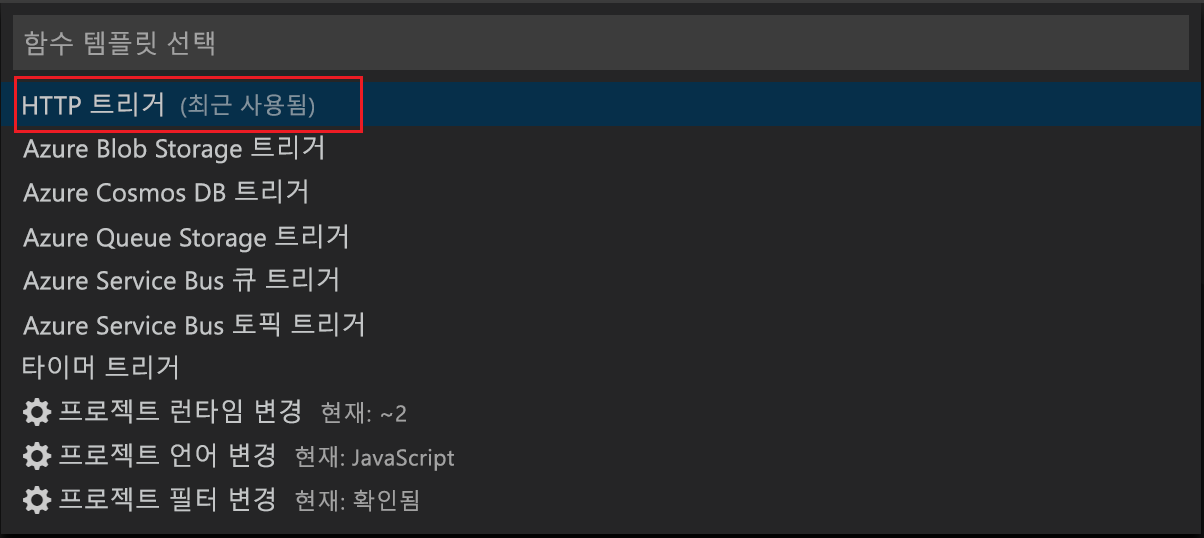 함수 템플릿 선택
HTTP 트리거 (최근 사용됨)
Azure Blob Storage 트리거
Azure Cosmos DB 트리거
Azure Queue Storage 트리거
Azure Service Bus 큐 트리거
Azure Service Bus 토픽 트리거
타이머 트리거
프로젝트 런타임 변경 현재: ~2
프로젝트 언어 변경 현재: JavaScript
프로젝트 필터 변경 현재: 확인됨